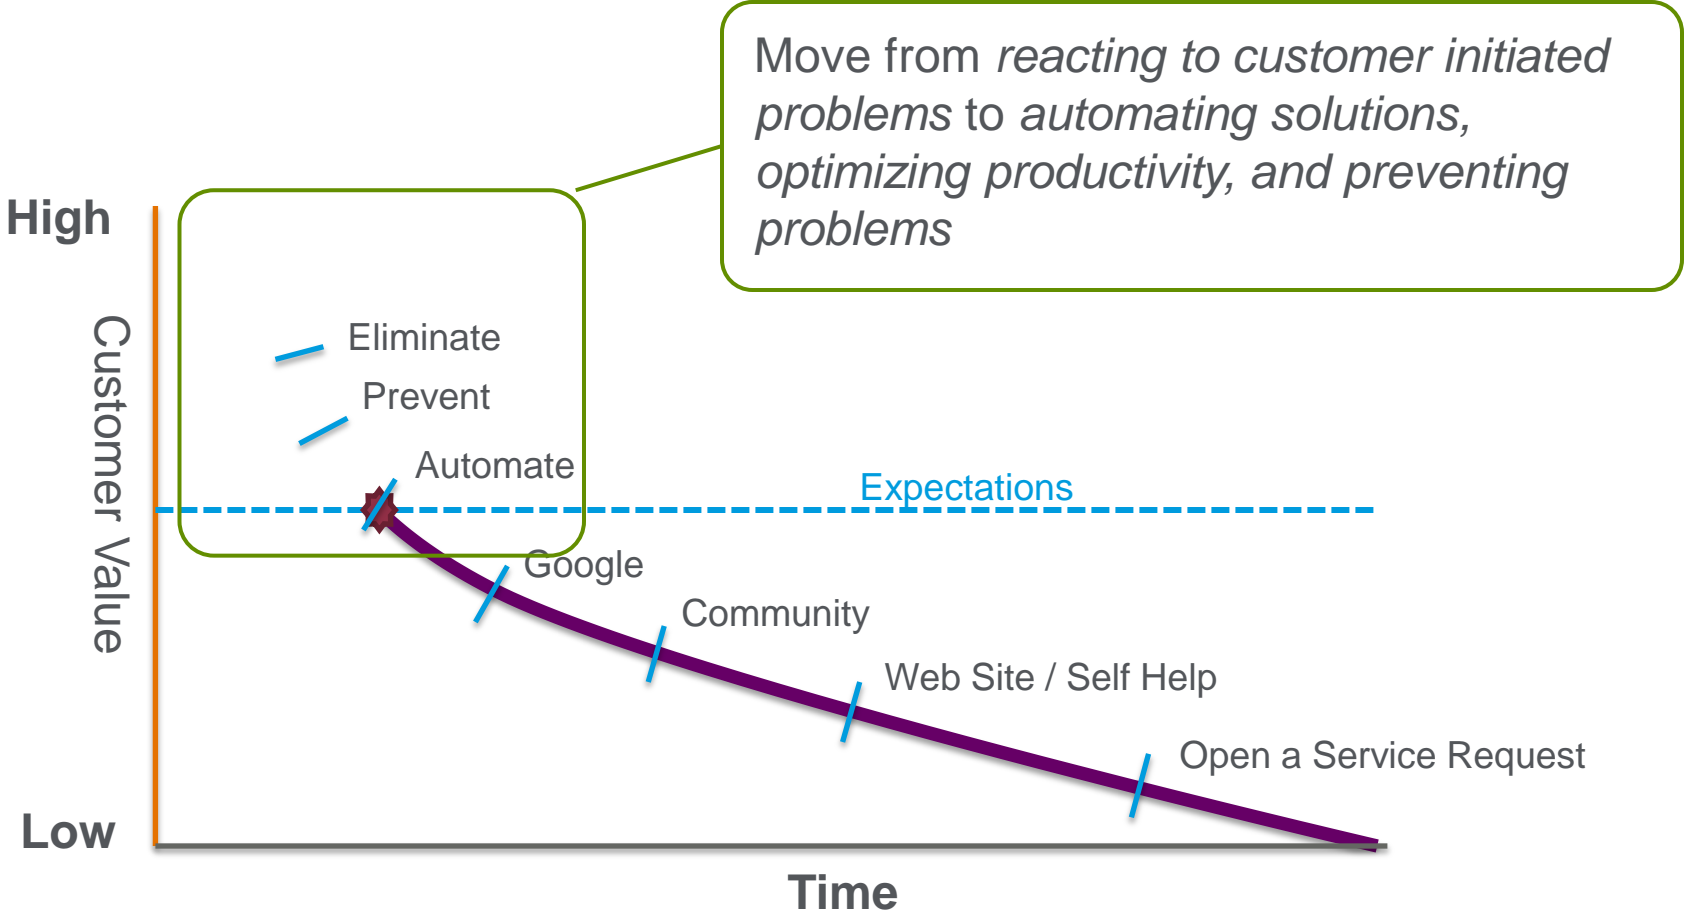 Move from reacting to customer initiated
problems to automating solutions,
optimizing productivity, and preventing
problems
High
Customer Value
Eliminate
Prevent
Automate
Expectations
Google
Community
Web Site / Self Help
Open a Service Request
Low
Time